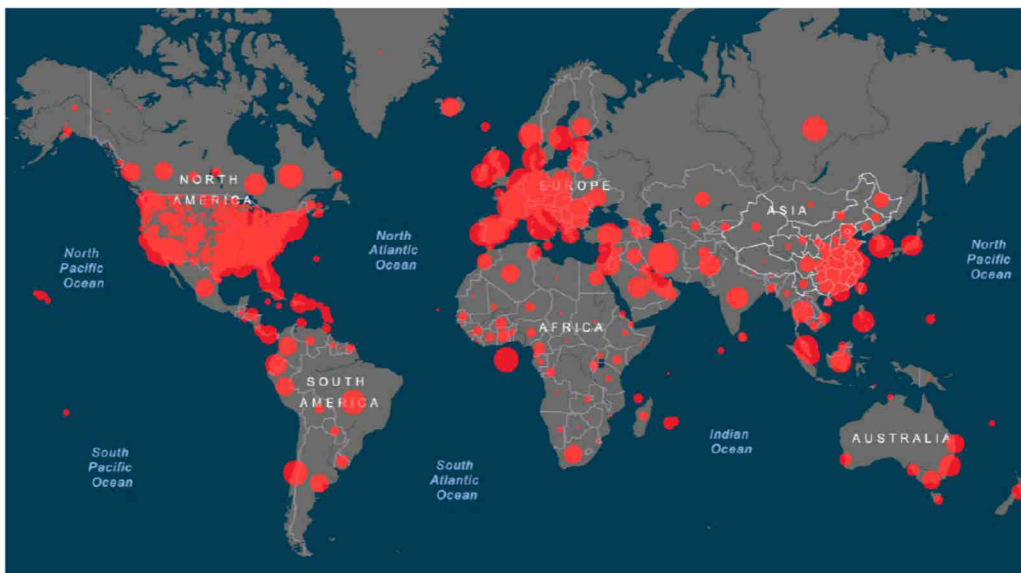 NORTH
AMERICA
North
Pacific
Ocean
North
Atlantic
Ocean
EUROPE
ASIA
North
Pacific
Ocean
AFRICA
SOUTH
AMERICA
South
Pacific
Ocean
South
Atlantic
Ocean
Indian
Ocean
AUSTRALIA